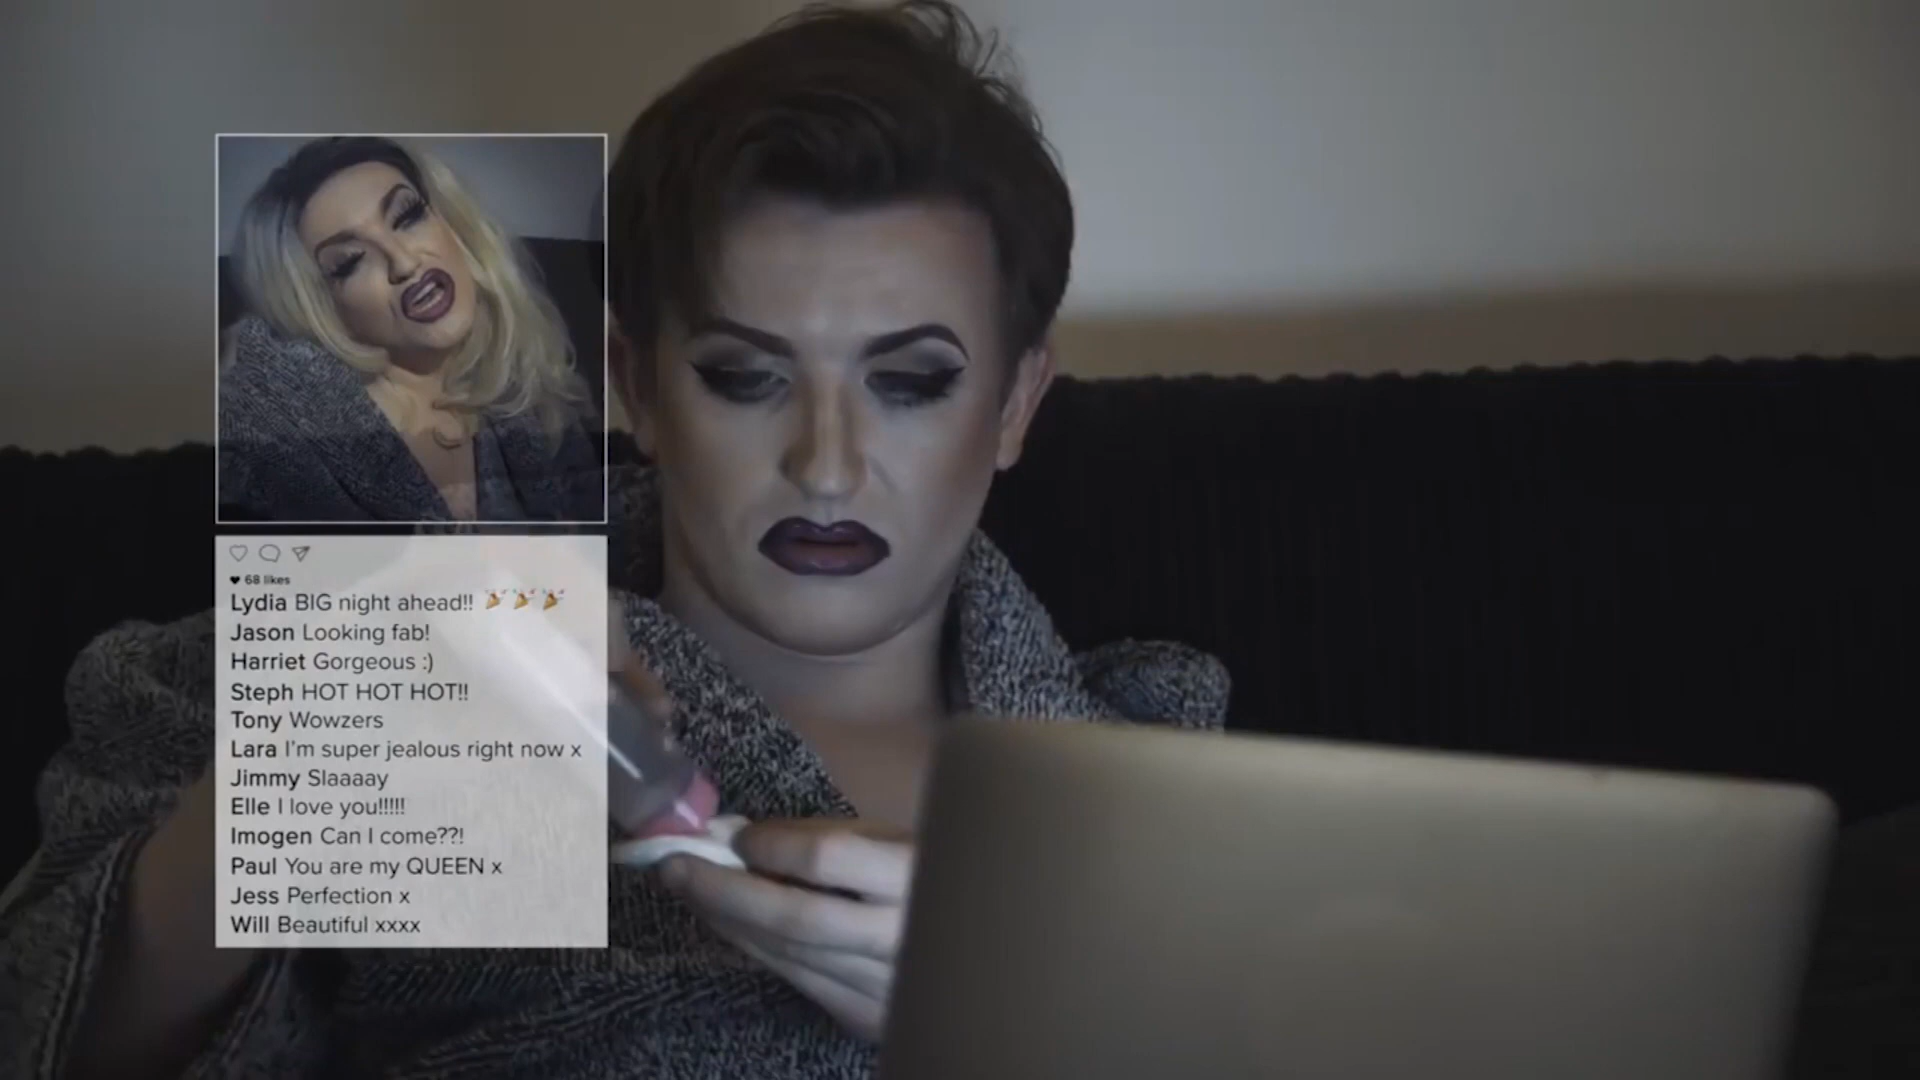 68 likes
Lydia BIG night ahead!! 🎉🎉🎉
Jason Looking fab!
Harriet Gorgeous :)
Steph HOT HOT HOT!!
Tony Wowzers
Lara I'm super jealous right now x
Jimmy Slaaaay
Elle I love you!!!!!
Imogen Can I come??!
Paul You are my QUEEN x
Jess Perfection x
Will Beautiful xxxx